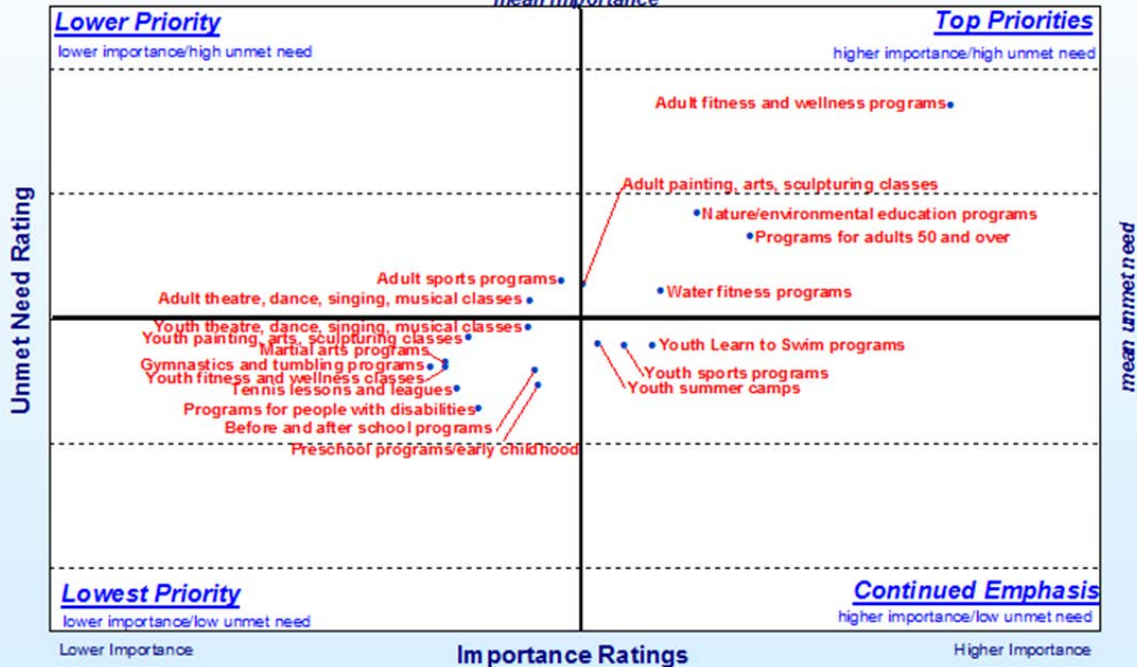 mean importance
Lower Priority
Top Priorities
lower importance/high unmet need
higher importance/high unmet need
Adult fitness and wellness programs
Adult painting, arts, sculpturing classes
Nature/environmental education programs
Programs for adults 50 and over
Adult sports programs
Water fitness programs
Adult theatre, dance, singing, musical classes
Youth theatre, dance, singing, musical classes
Youth painting, arts, sculpturing classes
Youth Learn to Swim programs
Martial arts programs
Gymnastics and tumbling programs
Youth sports programs
Youth fitness and wellness classes
Youth summer camps
Tennis lessons and leagues
Programs for people with disabilities
Before and after school programs
Preschool programs/early childhood
Unmet Need Rating
mean unmet need
Lowest Priority
Continued Emphasis
lower importance/low unmet need
higher importance/low unmet need
Lower Importance
Importance Ratings
Higher Importance